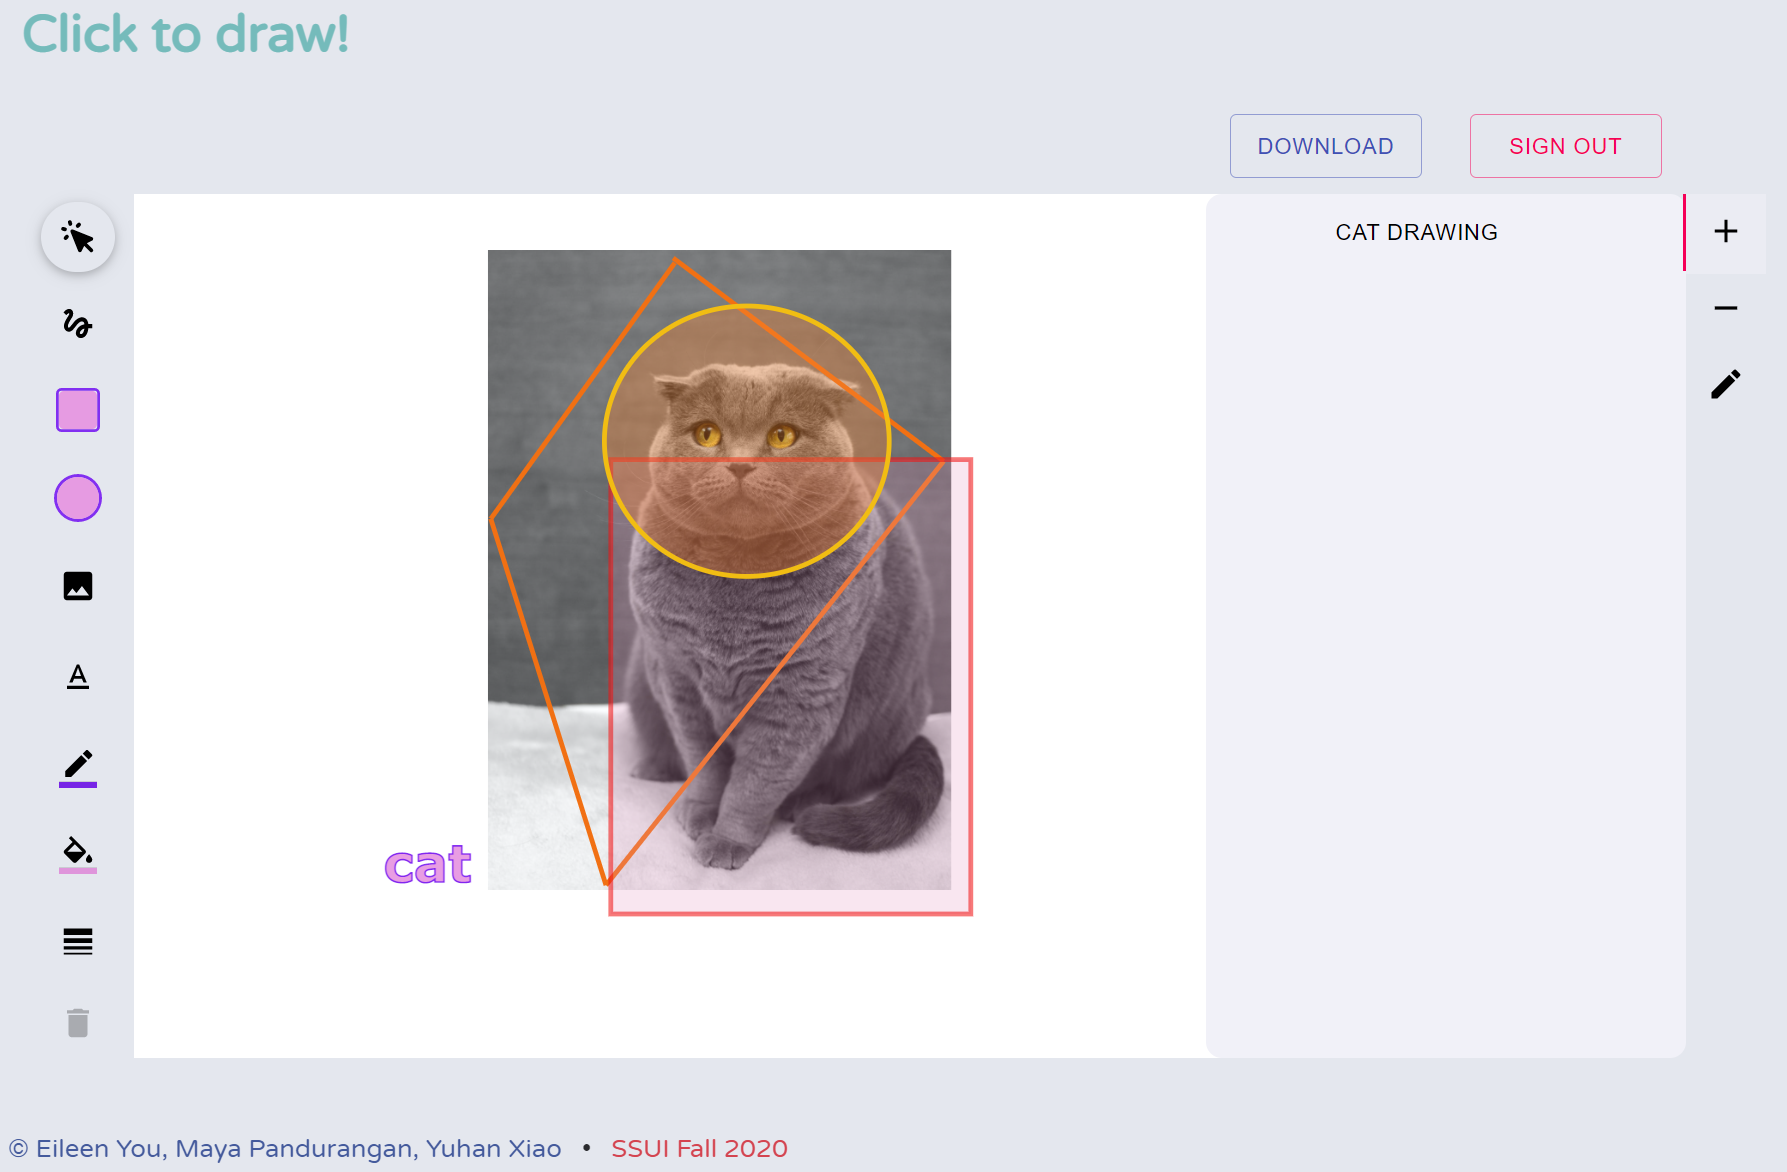 Click to draw!
DOWNLOAD
SIGN OUT
CAT DRAWING
A
cat
© Eileen You, Maya Pandurangan, Yuhan Xiao • SSUI Fall 2020